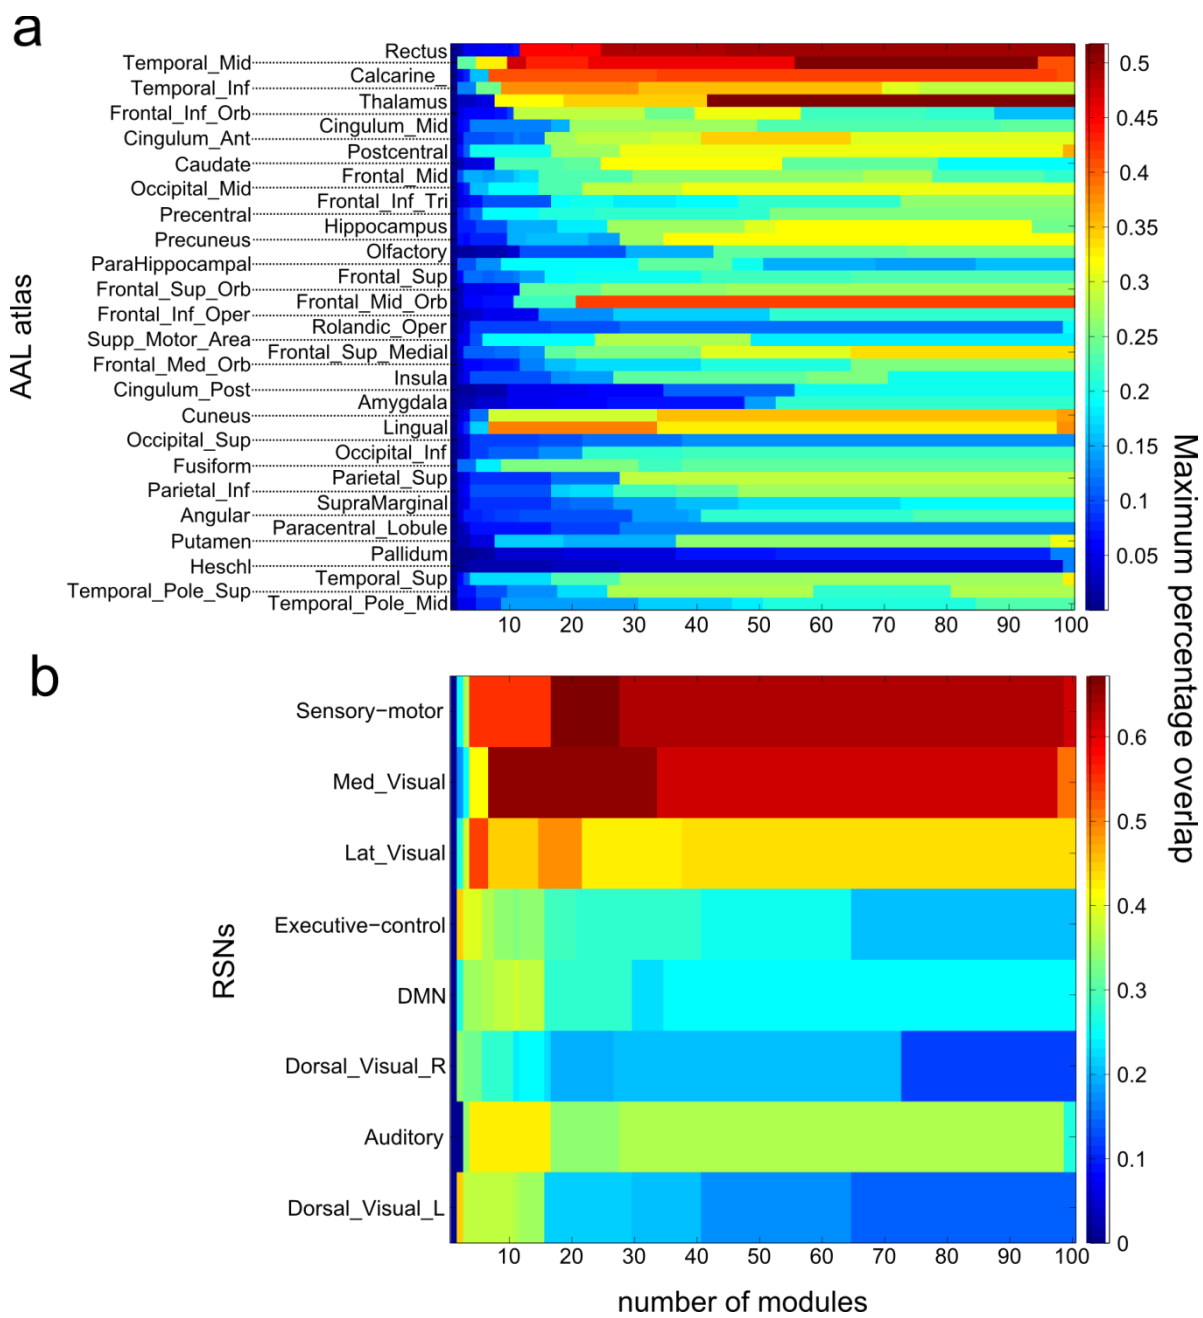 a
Rectus
Temporal_Mid
Calcarine_
Temporal_Inf
Thalamus
Frontal_Inf_Orb
Cingulum_Mid
Cingulum_Ant
Postcentral
Caudate
Frontal_Mid
Occipital_Mid
Frontal_Inf_Tri
Precentral
Hippocampus
Precuneus
Olfactory
ParaHippocampal
Frontal_Sup
Frontal_Sup_Orb
Frontal_Mid_Orb
Frontal_Inf_Oper
Rolandic_Oper
Supp_Motor_Area
Frontal_Sup_Medial
Frontal_Med_Orb
Insula
Cingulum_Post
Amygdala
Cuneus
Lingual
Occipital_Sup
Occipital_Inf
Fusiform
Parietal_Sup
Parietal_Inf
SupraMarginal
Angular
Paracentral_Lobule
Putamen
Pallidum
Heschl
Temporal_Sup
Temporal_Pole_Sup
Temporal_Pole_Mid
AAL atlas
10 20 30 40 50 60 70 80 90 100
0.5
0.45
0.4
0.35
0.3
0.25
0.2
0.15
0.1
0.05
Maximum percentage overlap
b
Sensory−motor
Med_Visual
Lat_Visual
Executive−control
DMN
Dorsal_Visual_R
Auditory
Dorsal_Visual_L
RSNs
10 20 30 40 50 60 70 80 90 100
0.6
0.5
0.4
0.3
0.2
0.1
0
number of modules